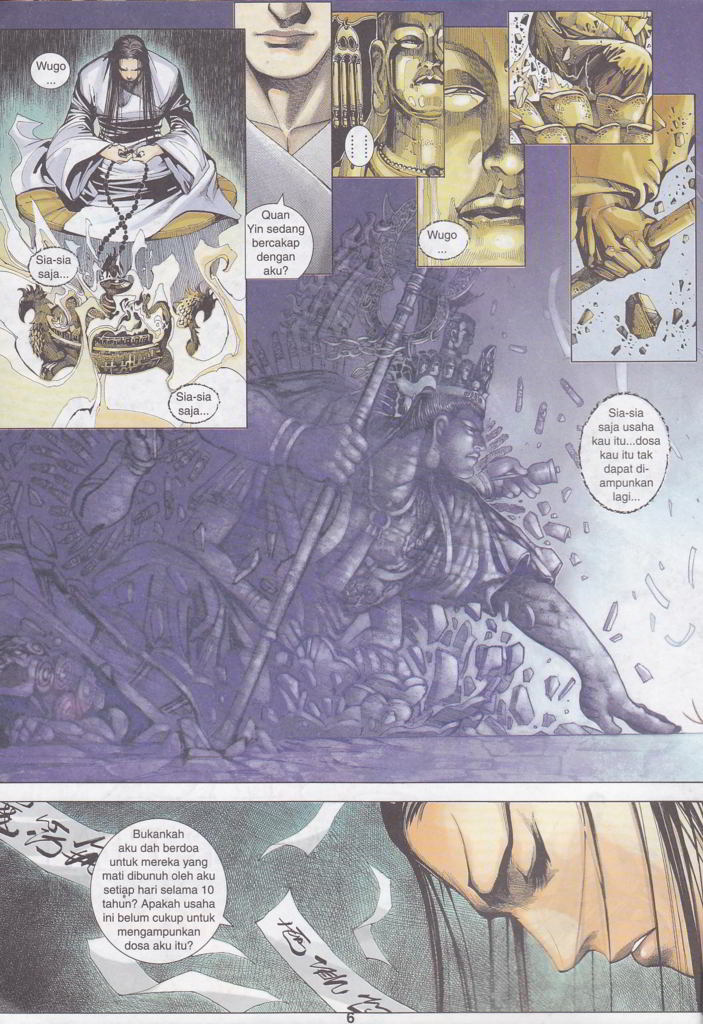 Wugo
...
Sia-sia
saja...
Sia-sia
saja...
Quan
Yin sedang
bercakap
dengan
aku?
......
Wugo
...
Sia-sia
saja usaha
kau itu...dosa
kau itu tak
dapat di-
ampunkan
lagi...
Bukankah
aku dah berdoa
untuk mereka yang
mati dibunuh oleh aku
setiap hari selama 10
tahun? Apakah usaha
ini belum cukup untuk
mengampunkan
dosa aku itu?
6